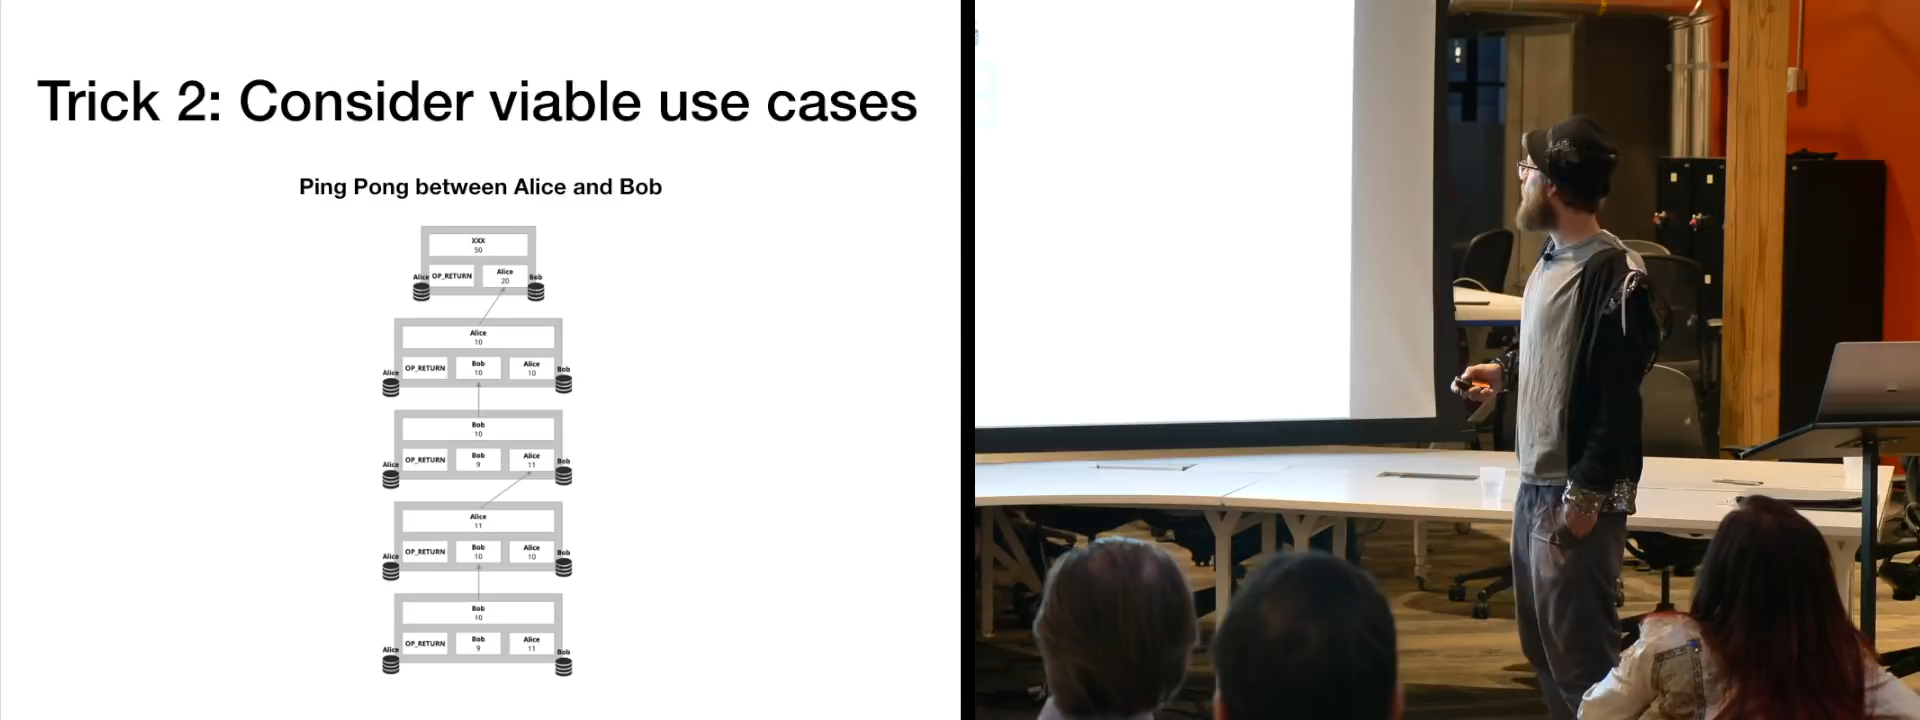 Trick 2: Consider viable use cases
Ping Pong between Alice and Bob
XXX
50
Alice
OP_RETURN
Alice
20
Bob
Alice
10
Alice
OP_RETURN
Bob
10
Alice
10
Bob
Bob
10
Alice
OP_RETURN
Bob
9
Alice
11
Bob
Alice
11
Alice
OP_RETURN
Bob
10
Alice
10
Bob
Bob
10
Alice
OP_RETURN
Bob
9
Alice
11
Bob